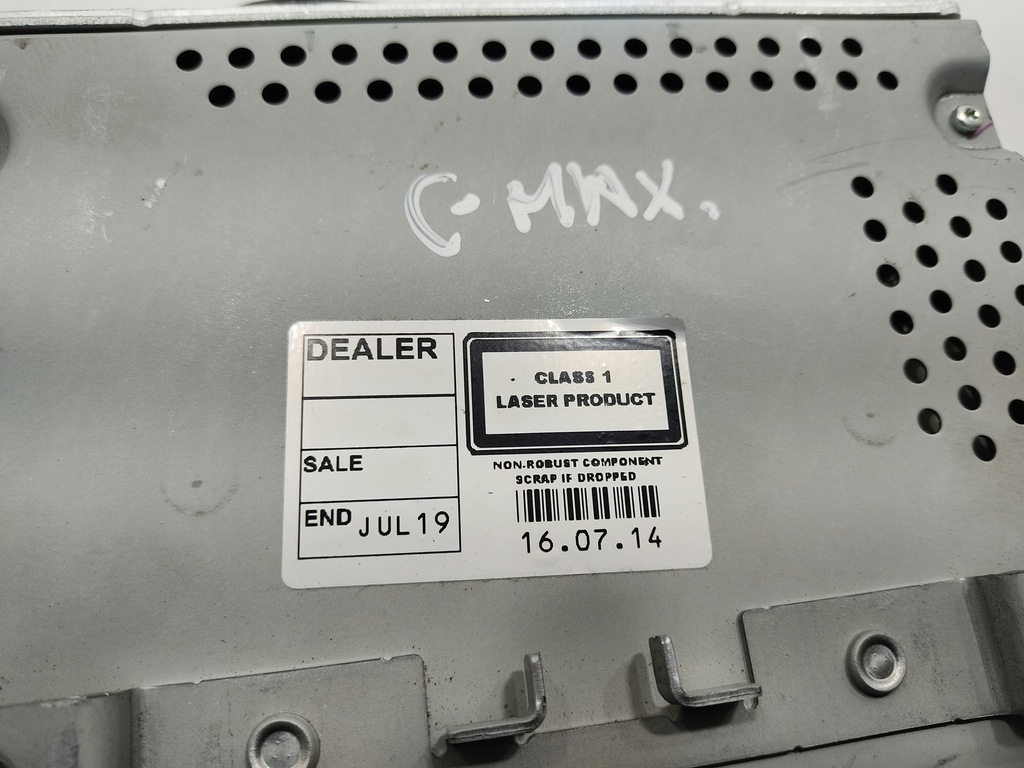 C-MAX.
DEALER
SALE
END JUL19
CLASS 1
LASER PRODUCT
NON-ROBUST COMPONENT
SCRAP IF DROPPED
16.07.14